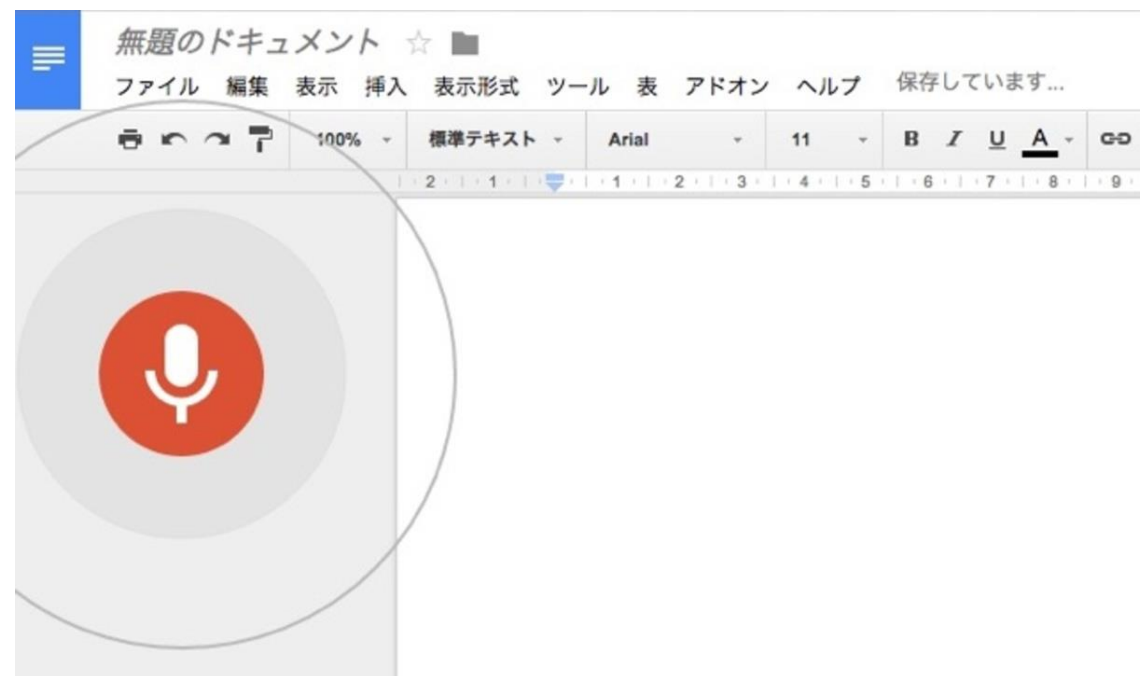 無題のドキュメント
ファイル 編集 表示 挿入 表示形式 ツール 表 アドオン ヘルプ 保存しています...
100% 標準テキスト Arial 11 B I U A
2 1 1 2 3 4 5 6 7 8 9